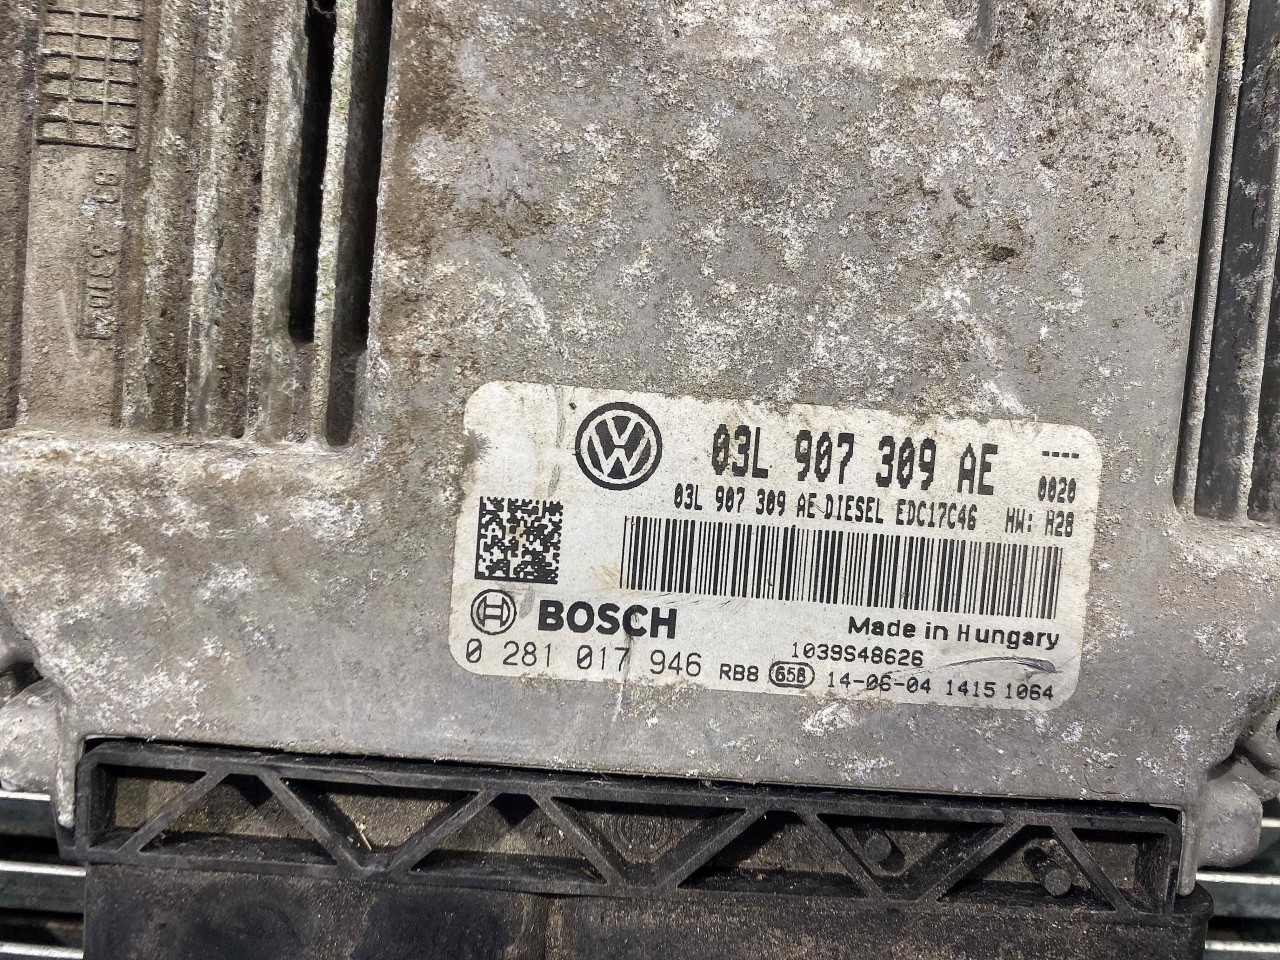 03L 907 309 AE ----
03L 907 309 AE DIESEL EDC17C46 0020
HW: H28
BOSCH
Made in Hungary
1039S48626
0 281 017 946 RB8 658 14-06-04 1415 1064